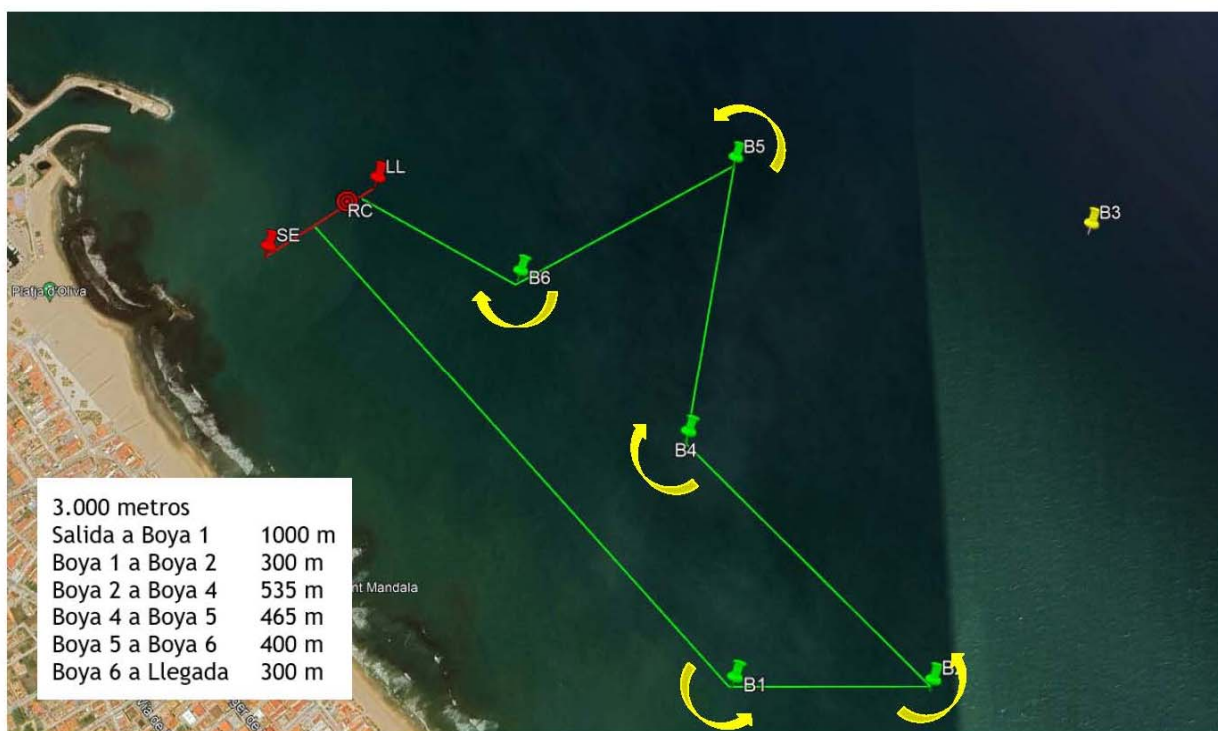 LL
RC
SE
B5
B3
B6
Platja d'Oliva
B4
3.000 metros
Salida a Boya 1 1000 m
Boya 1 a Boya 2 300 m
Boya 2 a Boya 4 535 m
Boya 4 a Boya 5 465 m
Boya 5 a Boya 6 400 m
Boya 6 a Llegada 300 m
nt Mandala
B1